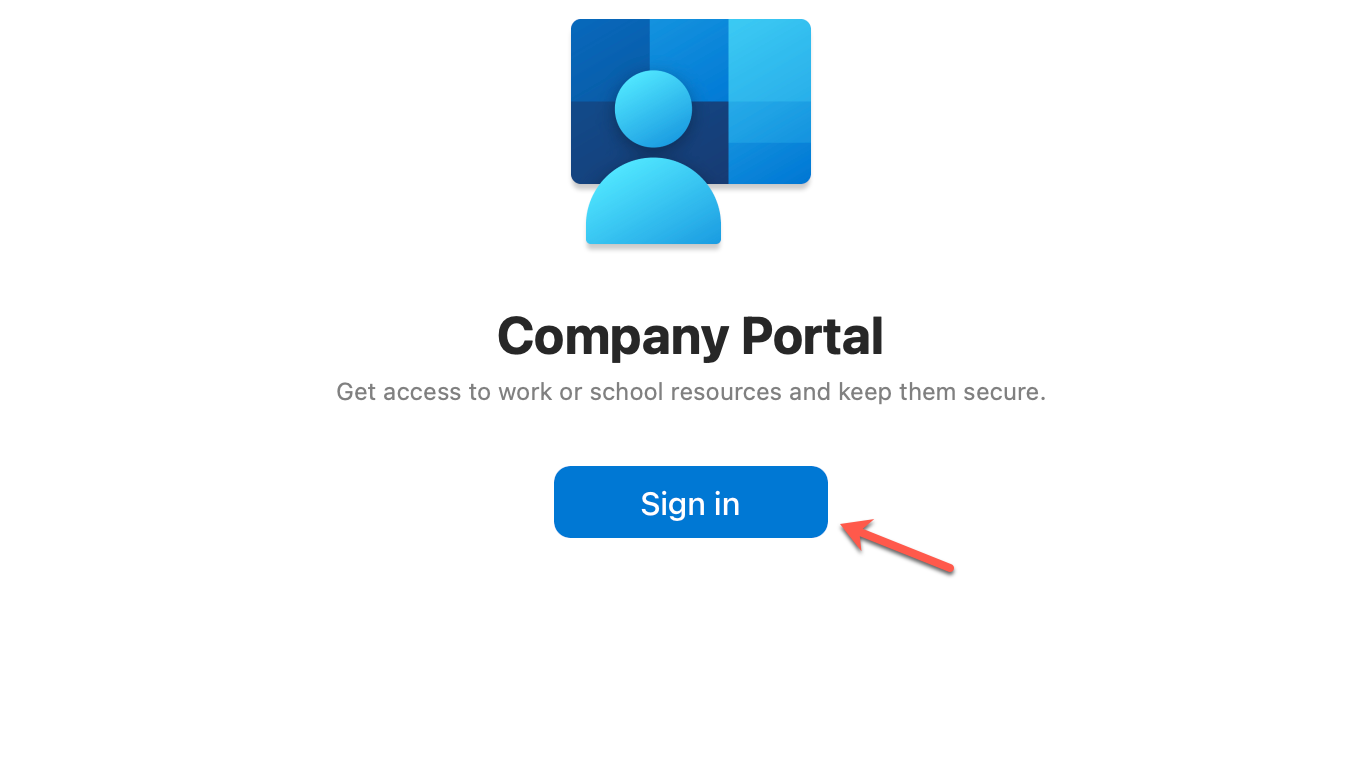 Company Portal
Get access to work or school resources and keep them secure.
Sign in